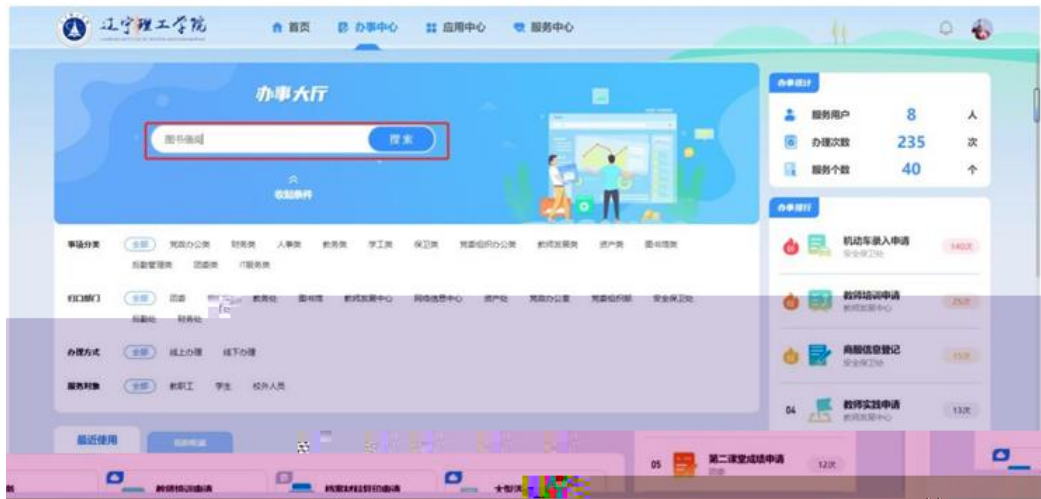 辽宁理工学院
首页 办事中心 应用中心 服务中心
办事大厅
图书借阅
搜索
收起条件
事项分类 全部 党政办公类 财务类 人事类 教务类 学工类 保卫类 党委组织办公类 教师发展类 资产类 图书馆类
后勤管理类 团委类 IT服务类
归口部门 全部 团委 教务处 图书馆 教师发展中心 网络信息中心 资产处 党政办公室 党委组织部 安全保卫处
后勤处 财务处
办理方式 全部 线上办理 线下办理
服务对象 全部 教职工 学生 校外人员
最近使用
教师培训申请
办事统计
服务用户 8 人
办理次数 235 次
服务个数 40 个
办事排行
机动车录入申请 140次
安全保卫处
教师培训申请 25次
教师发展中心
商服信息登记 15次
安全保卫处
04 教师实践申请 13次
教师发展中心
05 第二课堂成绩申请 12次
团委